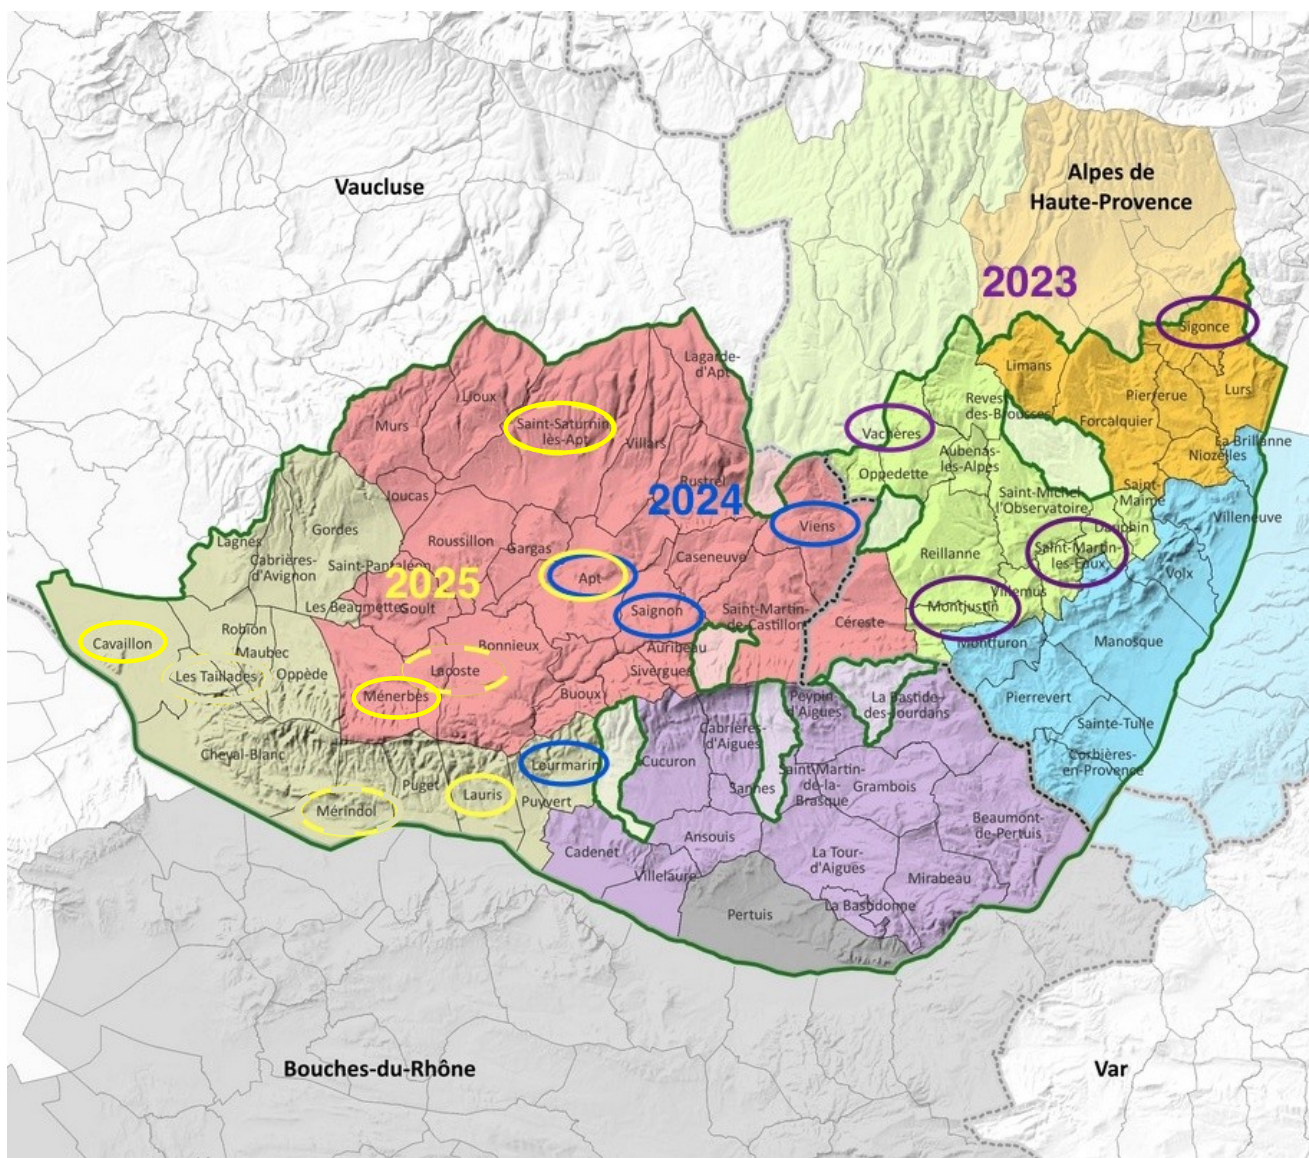 Vaucluse
Alpes de
Haute-Provence
2023
Sigonce
Lagarde-
d'Apt
Limans
Lioux
Revest
des-Brousses
Pierrerue
Lurs
Murs
Saint-Saturnin
lès-Apt
Villars
Vachères
Forcalquier
La Brillanne
Niozelles
Aubenas-
les-Alpes
Oppedette
Rustrel
2024
Joucas
Saint-Michel
l'Observatoire
Saint-
Maime
Dauphin
Villeneuve
Gordes
Viens
Lagnes
Cabrières-
d'Avignon
Saint-Pantaléon
Roussillon
Gargas
Caseneuve
Reillanne
Saint-Martin-
les-Eaux
Volx
2025
Apt
Les Beaumettes
Goult
Saignon
Saint-Martin-
de-Castillon
Céreste
Villemus
Montjustin
Cavaillon
Robion
Maubec
Bonnieux
Auribeau
Montfuron
Manosque
Les Taillades
Oppède
Lacoste
Sivergues
Ménerbès
Buoux
Peypin-
d'Aigues
La Bastide-
des-Jourdans
Pierrevert
Sainte-Tulle
Cheval-Blanc
Cabrières-
d'Aigues
Corbières-
en-Provence
Lourmarin
Cucuron
Puget
Lauris
Puyvert
Sannes
Saint-Martin-
de-la-
Brasque
Grambois
Mérindol
Beaumont-
de-Pertuis
Ansouis
Cadenet
La Tour-
d'Aigues
Villelaure
Mirabeau
Pertuis
La Bastidonne
Bouches-du-Rhône
Var